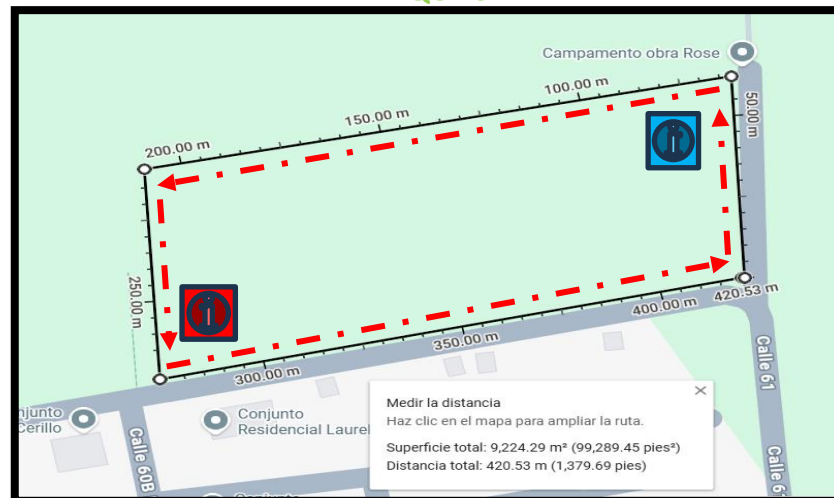 Campamento obra Rose
100.00 m
50.00 m
150.00 m
200.00 m
250.00 m
300.00 m
350.00 m
400.00 m
420.53 m
Calle 61
Medir la distancia
Haz clic en el mapa para ampliar la ruta.
Superficie total: 9,224.29 m² (99,289.45 pies²)
Distancia total: 420.53 m (1,379.69 pies)
njunto
Cerillo
Calle 60B
Conjunto
Residencial Laurel